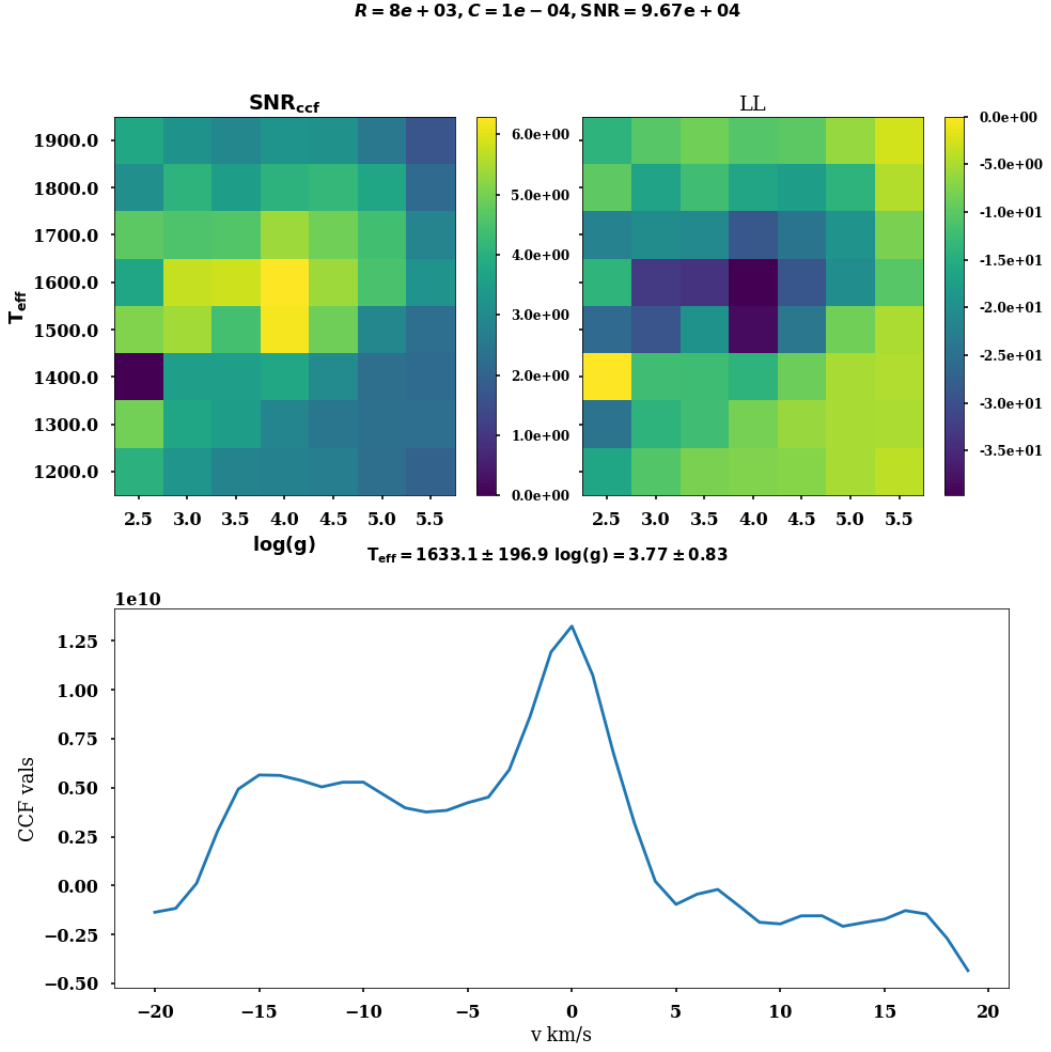 R = 8e + 03, C = 1e − 04, SNR = 9.67e + 04
SNR_ccf
LL
1900.0
1800.0
1700.0
1600.0
1500.0
1400.0
1300.0
1200.0
T_eff
2.5 3.0 3.5 4.0 4.5 5.0 5.5
log(g)
6.0e+00
5.0e+00
4.0e+00
3.0e+00
2.0e+00
1.0e+00
0.0e+00
2.5 3.0 3.5 4.0 4.5 5.0 5.5
0.0e+00
-5.0e+00
-1.0e+01
-1.5e+01
-2.0e+01
-2.5e+01
-3.0e+01
-3.5e+01
T_eff = 1633.1 ± 196.9 log(g) = 3.77 ± 0.83
1e10
1.25
1.00
0.75
0.50
0.25
0.00
−0.25
−0.50
CCF vals
−20 −15 −10 −5 0 5 10 15 20
v km/s